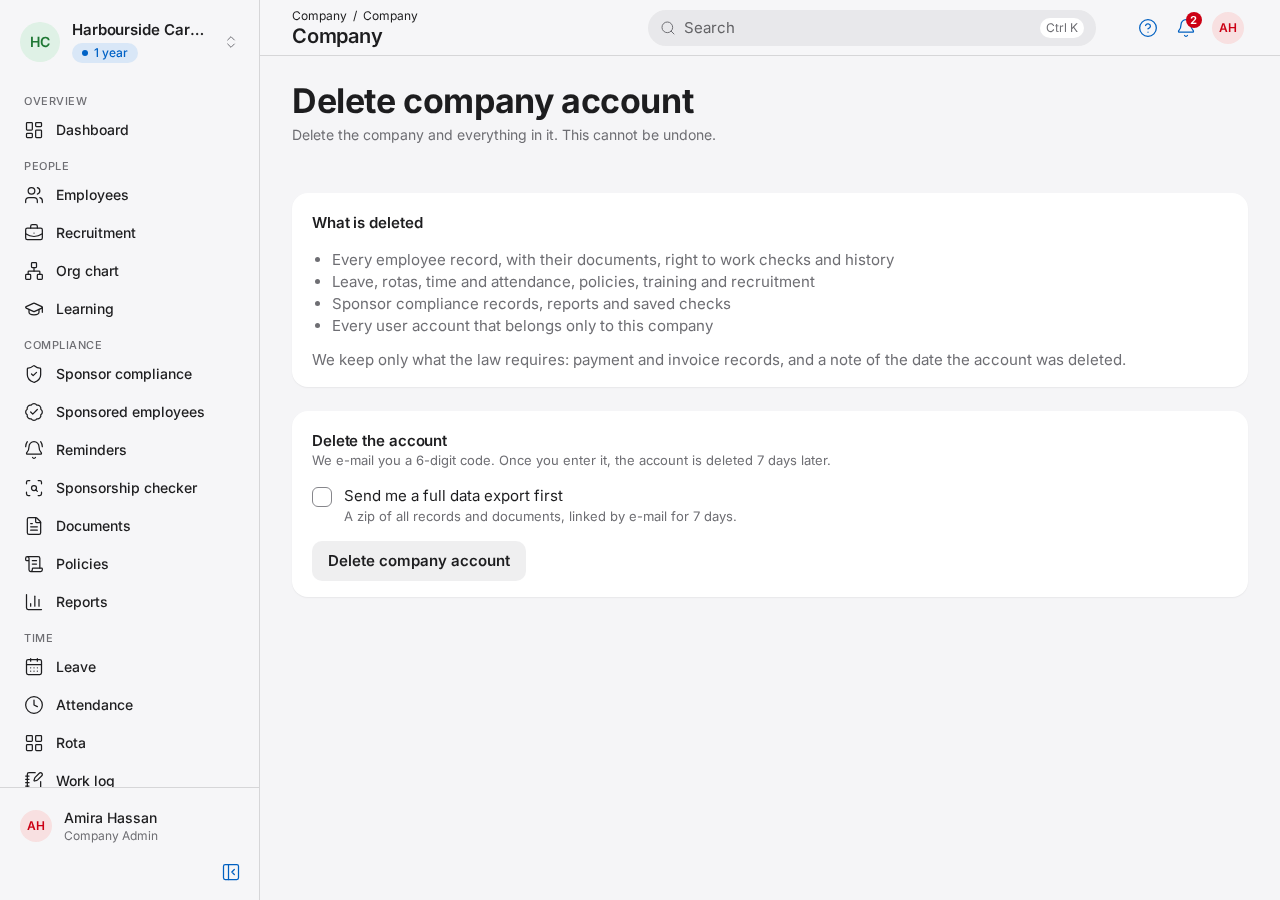 HC
Harbourside Car...
1 year
OVERVIEW
Dashboard
PEOPLE
Employees
Recruitment
Org chart
Learning
COMPLIANCE
Sponsor compliance
Sponsored employees
Reminders
Sponsorship checker
Documents
Policies
Reports
TIME
Leave
Attendance
Rota
Work log
AH
Amira Hassan
Company Admin
Company / Company
Company
Search
Ctrl K
2
AH
Delete company account
Delete the company and everything in it. This cannot be undone.
What is deleted
• Every employee record, with their documents, right to work checks and history
• Leave, rotas, time and attendance, policies, training and recruitment
• Sponsor compliance records, reports and saved checks
• Every user account that belongs only to this company
We keep only what the law requires: payment and invoice records, and a note of the date the account was deleted.
Delete the account
We e-mail you a 6-digit code. Once you enter it, the account is deleted 7 days later.
Send me a full data export first
A zip of all records and documents, linked by e-mail for 7 days.
Delete company account